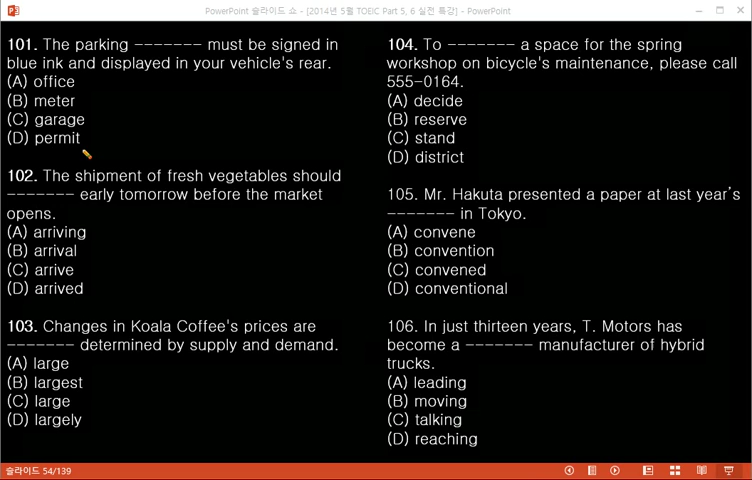 PowerPoint 슬라이드 쇼 - [2014년 5월 TOEIC Part 5, 6 실전 특강] - PowerPoint
101. The parking ------- must be signed in
blue ink and displayed in your vehicle's rear.
(A) office
(B) meter
(C) garage
(D) permit
102. The shipment of fresh vegetables should
------- early tomorrow before the market
opens.
(A) arriving
(B) arrival
(C) arrive
(D) arrived
103. Changes in Koala Coffee's prices are
------- determined by supply and demand.
(A) large
(B) largest
(C) large
(D) largely
104. To ------- a space for the spring
workshop on bicycle's maintenance, please call
555-0164.
(A) decide
(B) reserve
(C) stand
(D) district
105. Mr. Hakuta presented a paper at last year's
------- in Tokyo.
(A) convene
(B) convention
(C) convened
(D) conventional
106. In just thirteen years, T. Motors has
become a ------- manufacturer of hybrid
trucks.
(A) leading
(B) moving
(C) talking
(D) reaching
슬라이드 54/139